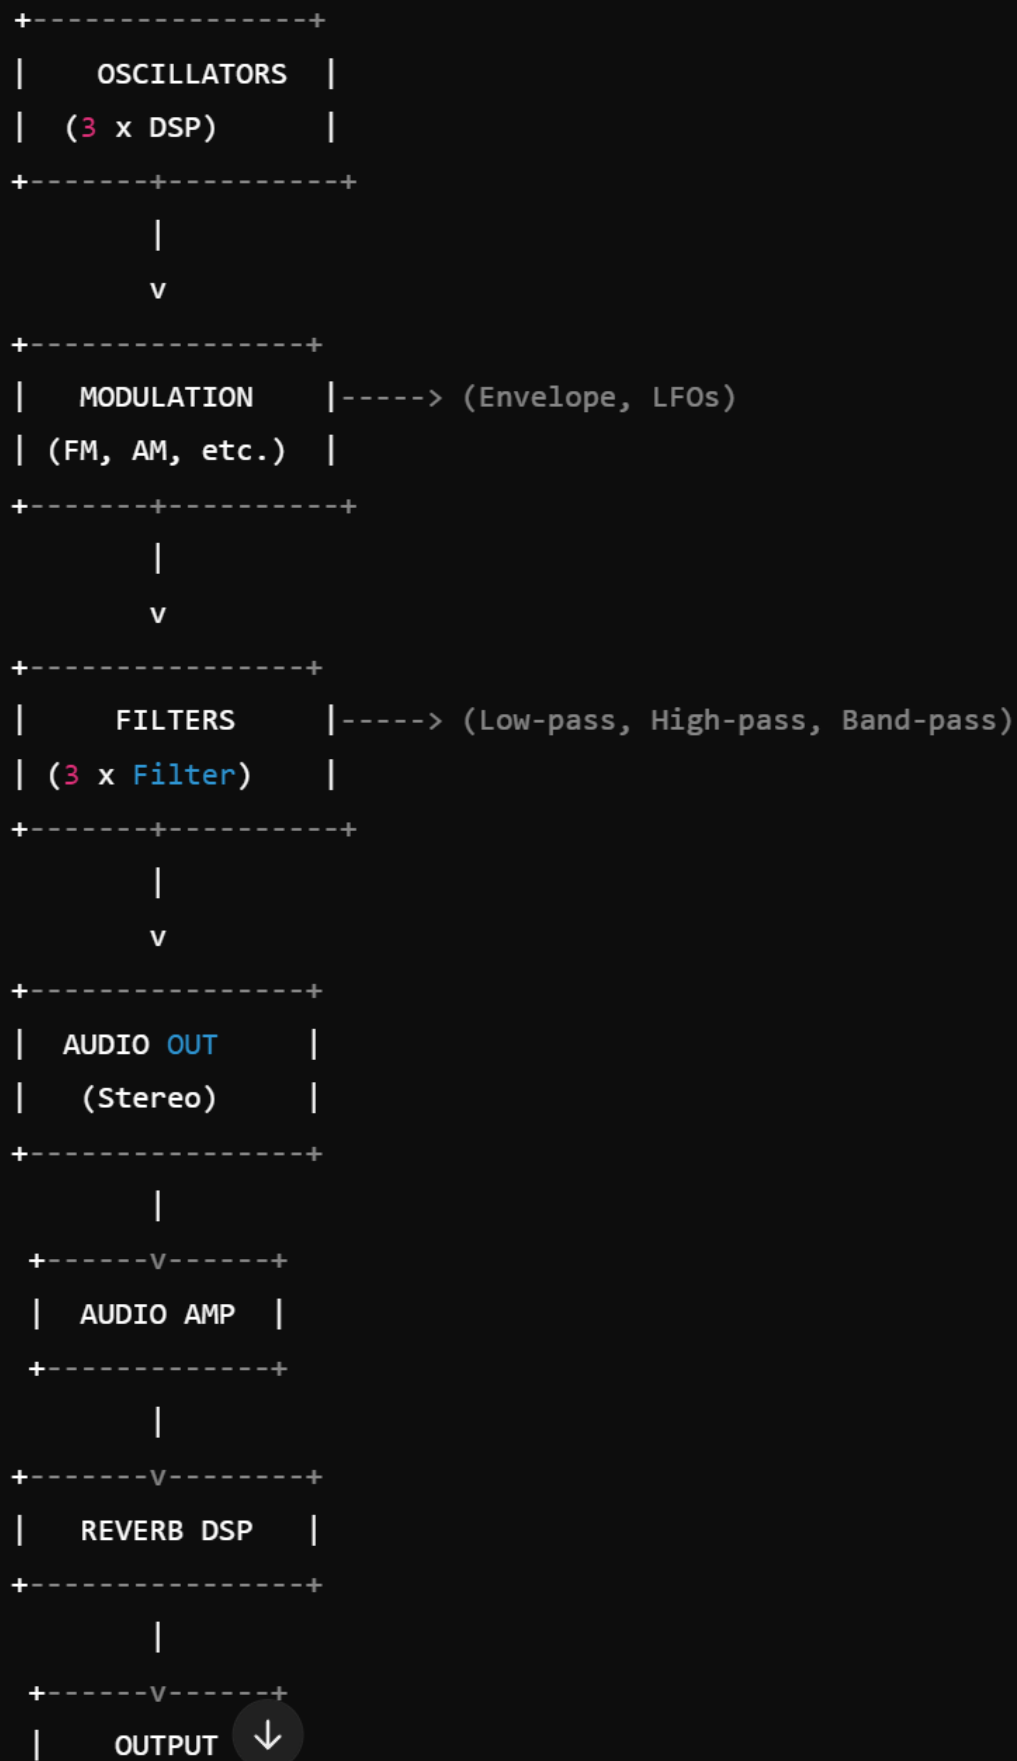 +----------------+
|    OSCILLATORS  |
|  (3 x DSP)      |
+-------+----------+
        |
        v
+----------------+
|   MODULATION    |-----> (Envelope, LFOs)
| (FM, AM, etc.)  |
+-------+----------+
        |
        v
+----------------+
|     FILTERS     |-----> (Low-pass, High-pass, Band-pass)
| (3 x Filter)    |
+-------+----------+
        |
        v
+----------------+
|  AUDIO OUT     |
|   (Stereo)     |
+----------------+
        |
 +------v------+
 |  AUDIO AMP  |
 +-------------+
        |
+-------v--------+
|   REVERB DSP   |
+----------------+
        |
 +------v------+
 |    OUTPUT